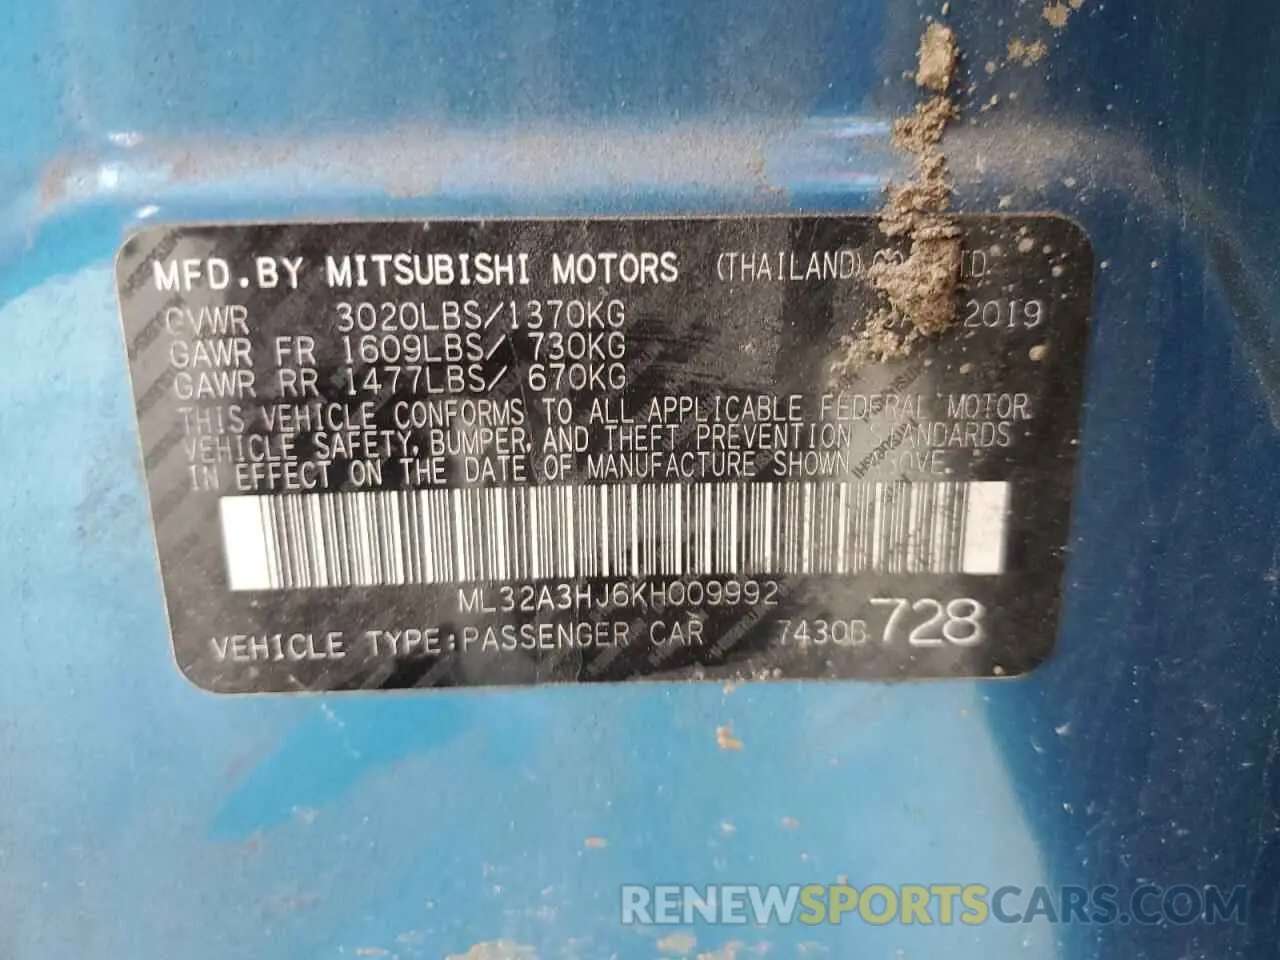 MFD.BY MITSUBISHI MOTORS (THAILAND)
GVWR 3020LBS/1370KG 2019
GAWR FR 1609LBS/ 730KG
GAWR RR 1477LBS/ 670KG
THIS VEHICLE CONFORMS TO ALL APPLICABLE FEDERAL MOTOR
VEHICLE SAFETY, BUMPER, AND THEFT PREVENTION STANDARDS
IN EFFECT ON THE DATE OF MANUFACTURE SHOWN ABOVE.
ML32A3HJ6KH009992
VEHICLE TYPE:PASSENGER CAR 7430B 728
RENEWSPORTSCARS.COM